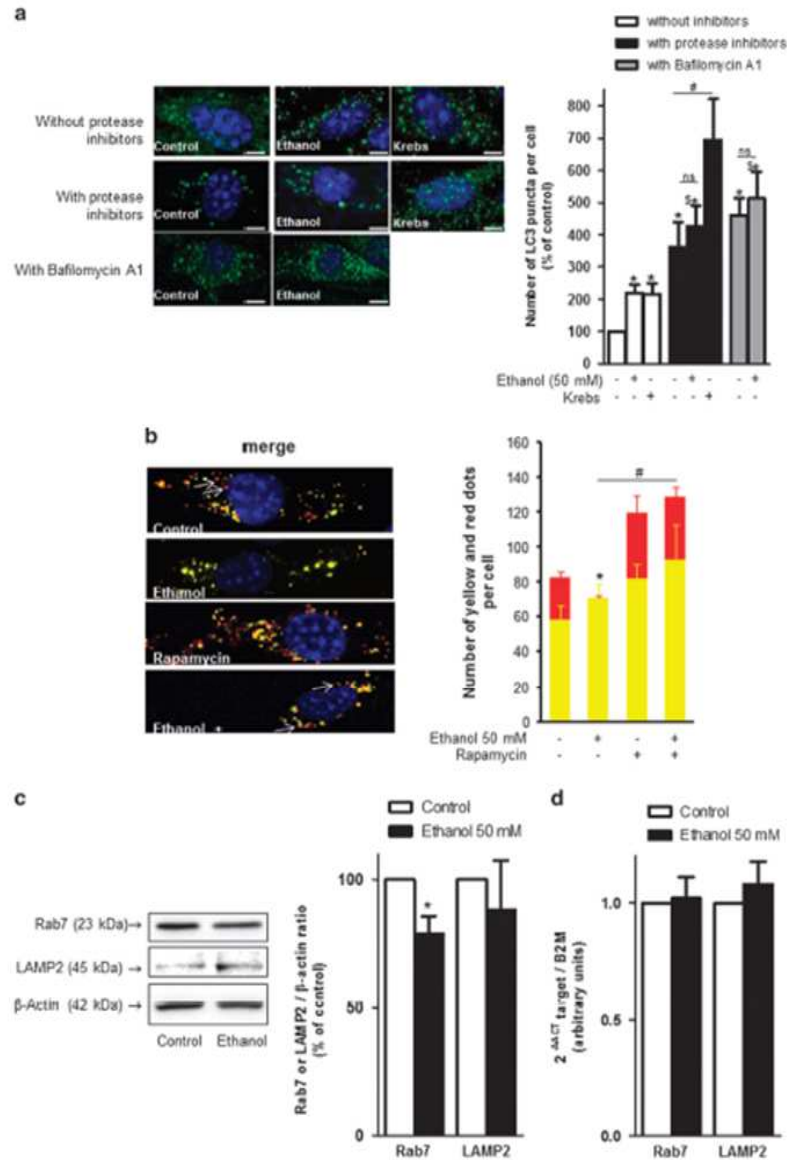 a
without inhibitors
with protease inhibitors
with Bafilomycin A1
Without protease
inhibitors
Control
Ethanol
Krebs
With protease
inhibitors
Control
Ethanol
Krebs
With Bafilomycin A1
Control
Ethanol
Number of LC3 puncta per cell
(% of control)
800
700
600
500
400
300
200
100
0
* * * ns $* # * ns $*
Ethanol (50 mM) - + - - + - - +
Krebs - - + - - + - -
b
merge
Control
Ethanol
Rapamycin
Ethanol
Number of yellow and red dots
per cell
160
140
120
100
80
60
40
20
0
* #
Ethanol 50 mM - + - +
Rapamycin - - + +
c
Rab7 (23 kDa)→
LAMP2 (45 kDa) →
β-Actin (42 kDa) →
Control Ethanol
Control
Ethanol 50 mM
Rab7 or LAMP2 / β-actin ratio
(% of control)
100
50
0
*
Rab7 LAMP2
d
Control
Ethanol 50 mM
2 ΔΔCT target / B2M
(arbitrary units)
1.0
0.0
Rab7 LAMP2